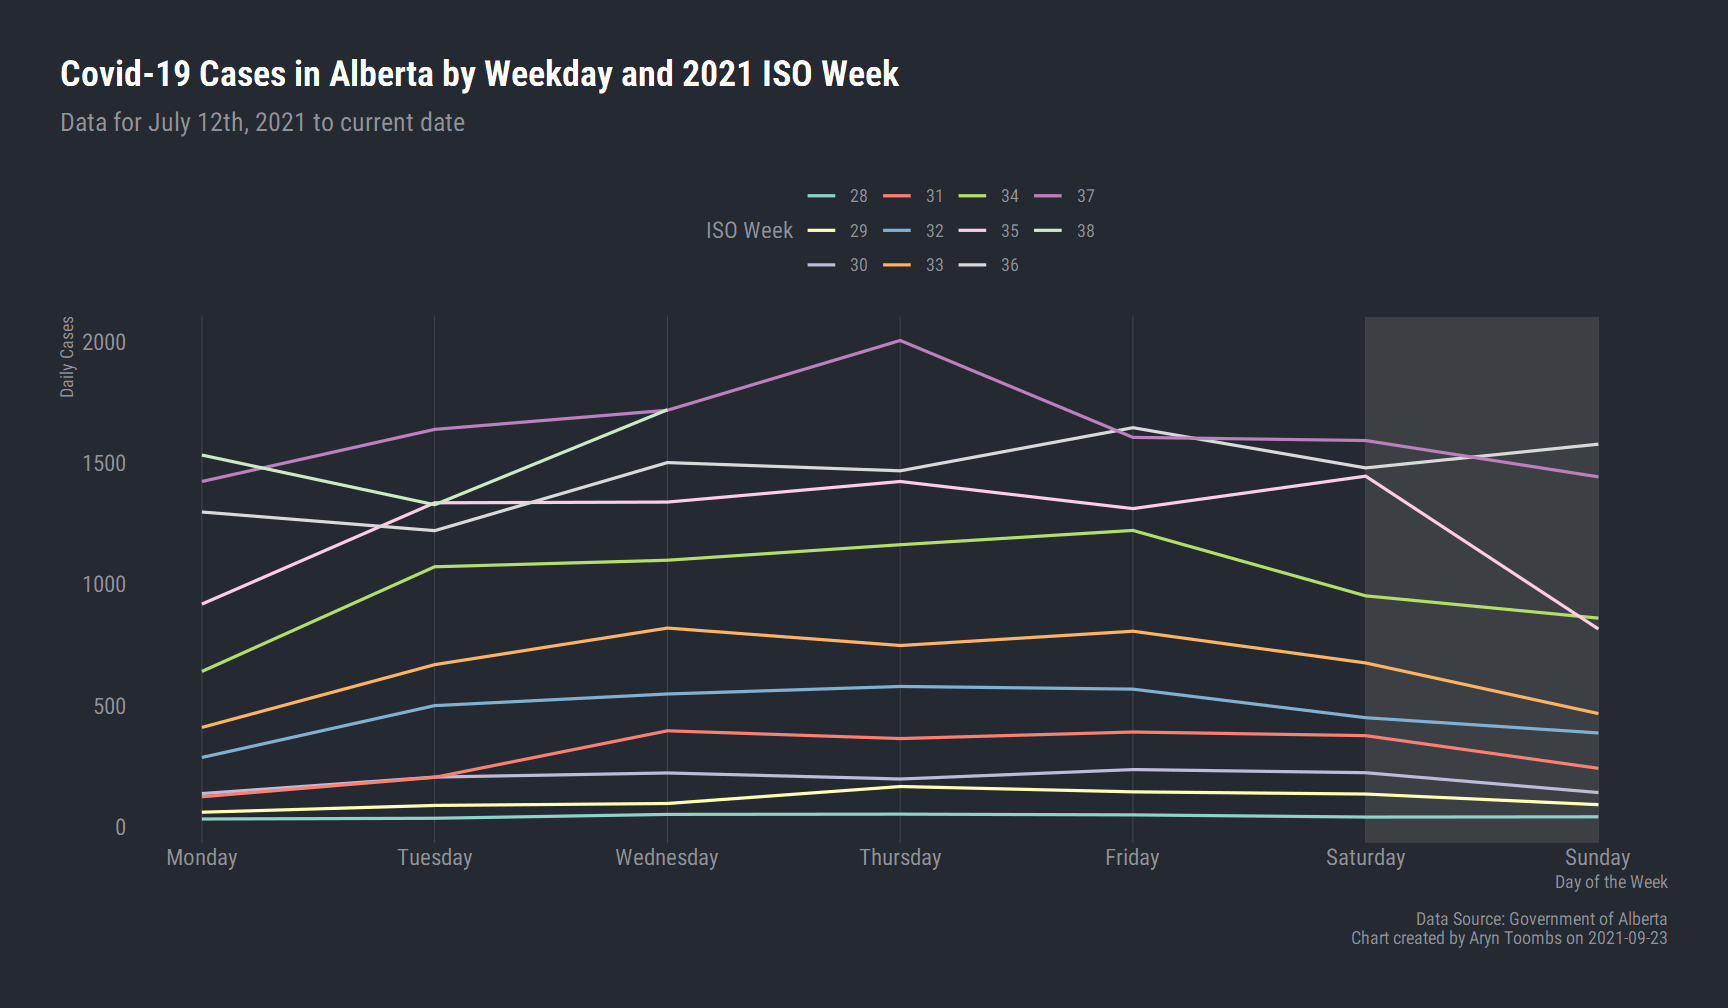 Covid-19 Cases in Alberta by Weekday and 2021 ISO Week
Data for July 12th, 2021 to current date
28 31 34 37
ISO Week 29 32 35 38
30 33 36
Daily Cases
2000
1500
1000
500
0
Monday Tuesday Wednesday Thursday Friday Saturday Sunday
Day of the Week
Data Source: Government of Alberta
Chart created by Aryn Toombs on 2021-09-23